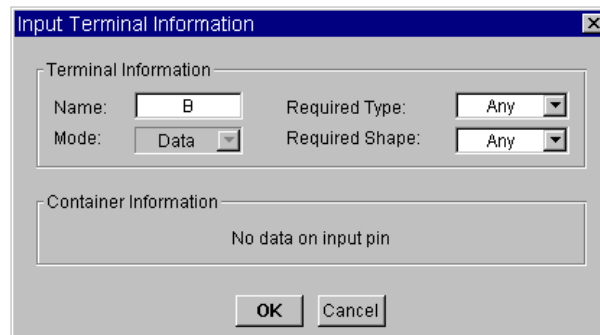 Input Terminal Information
Terminal Information
Name: B Required Type: Any
Mode: Data Required Shape: Any
Container Information
No data on input pin
OK Cancel